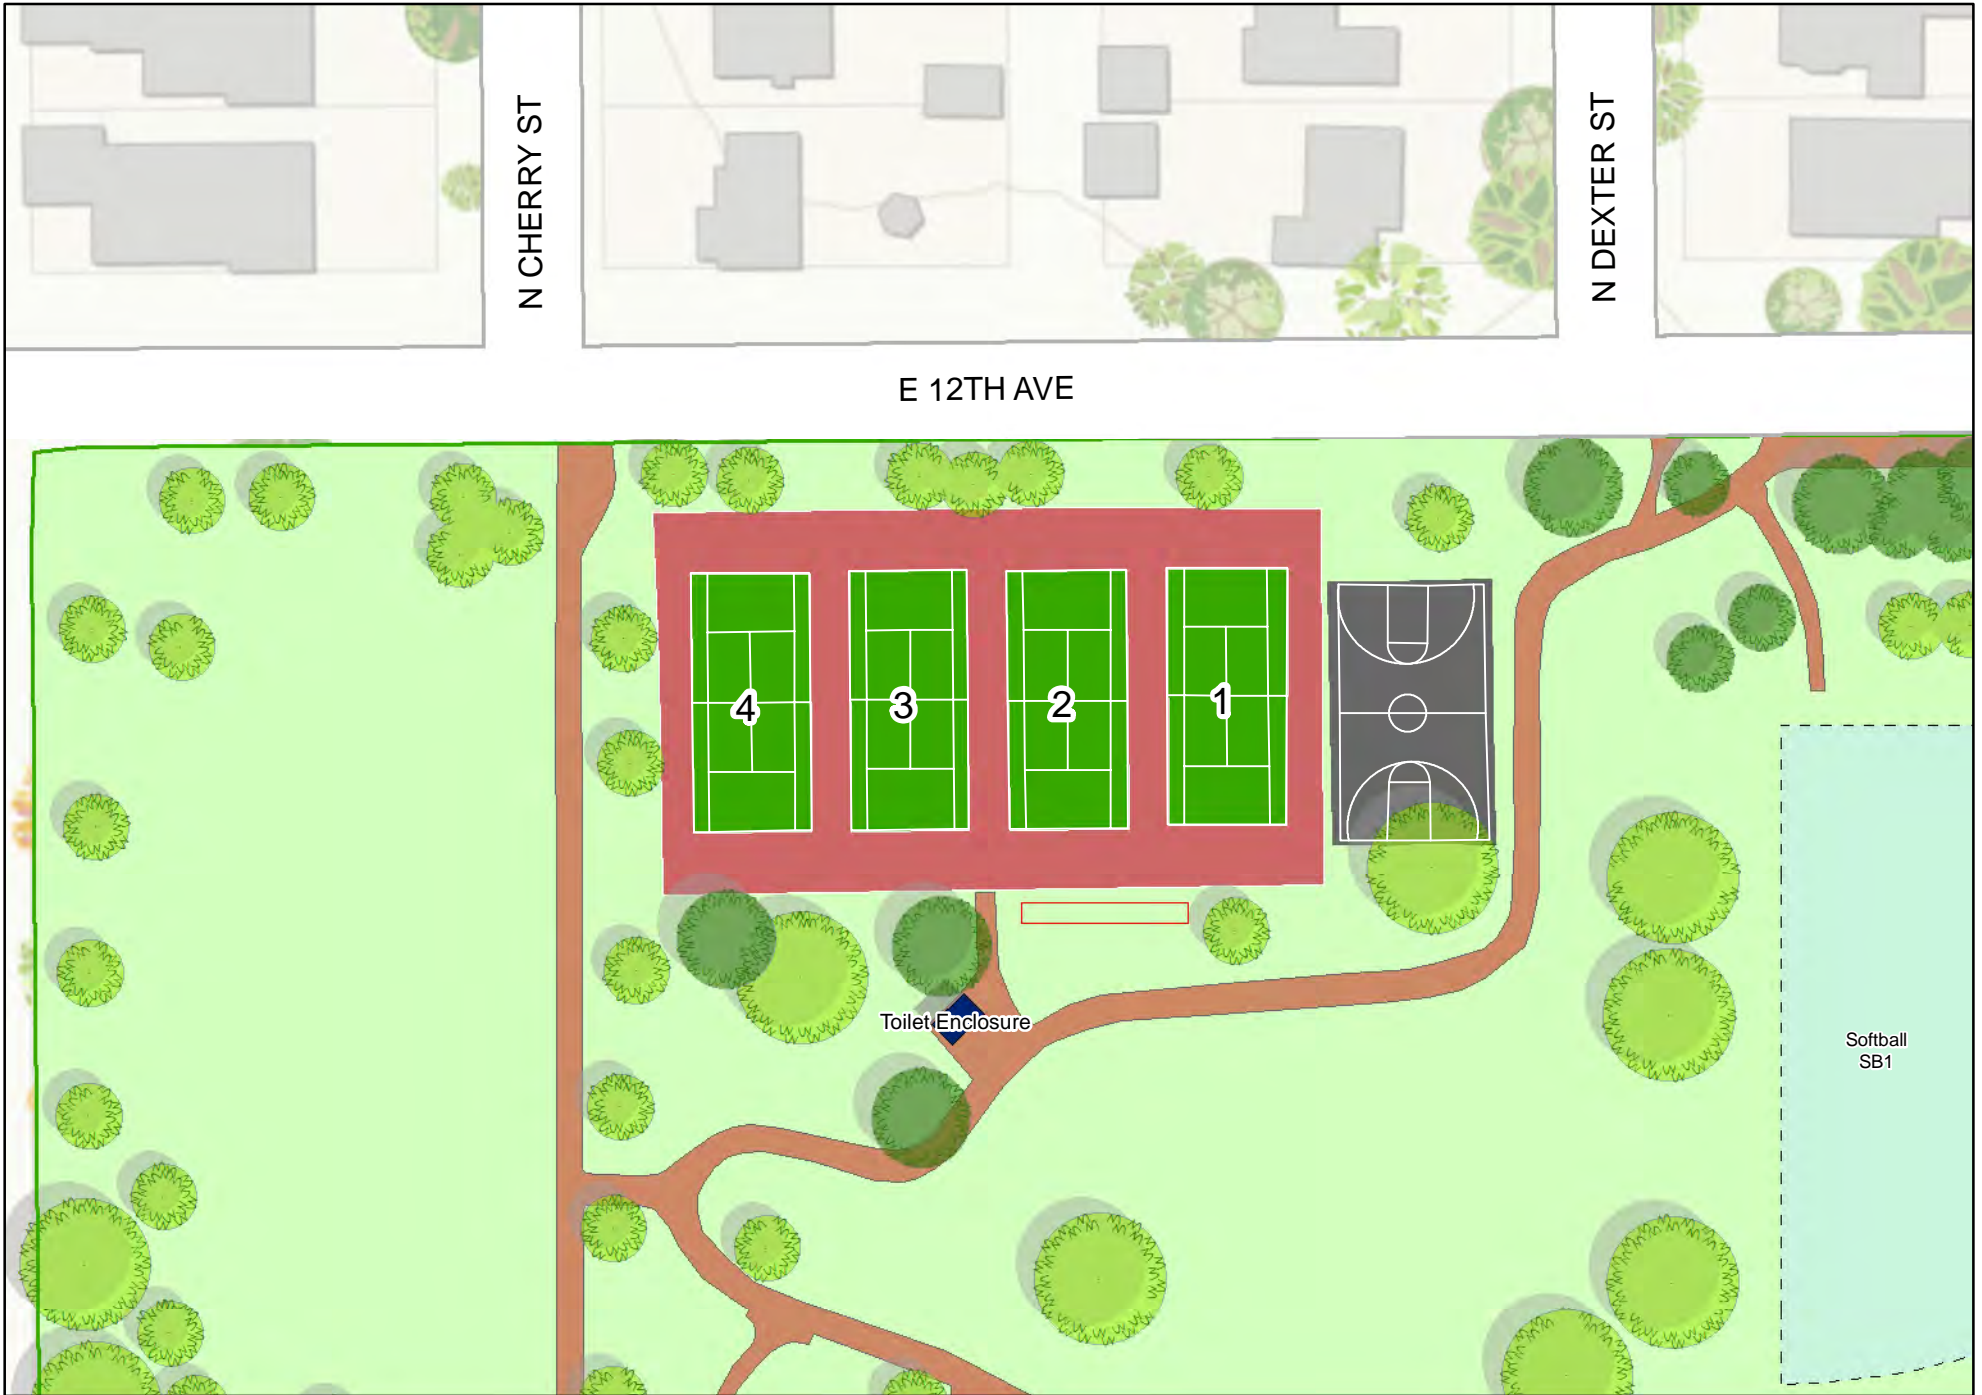 N CHERRY ST
N DEXTER ST
E 12TH AVE
4
3
2
1
Toilet Enclosure
Softball
SB1